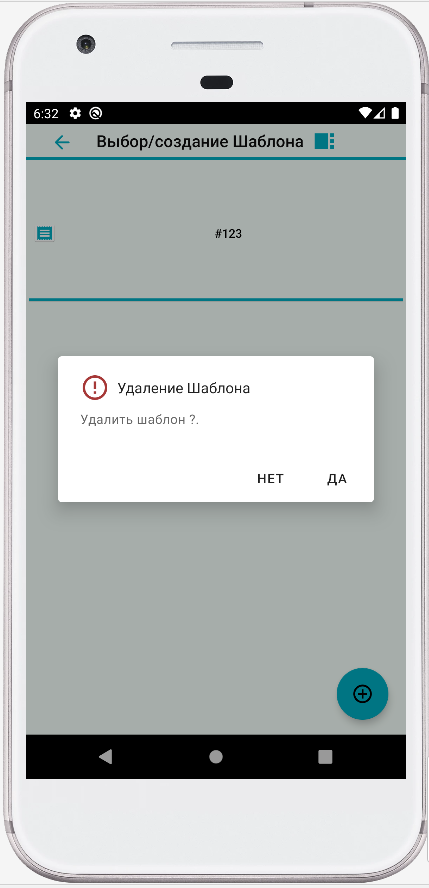 6:32
Выбор/создание Шаблона
#123
Удаление Шаблона
Удалить шаблон ?.
НЕТ ДА